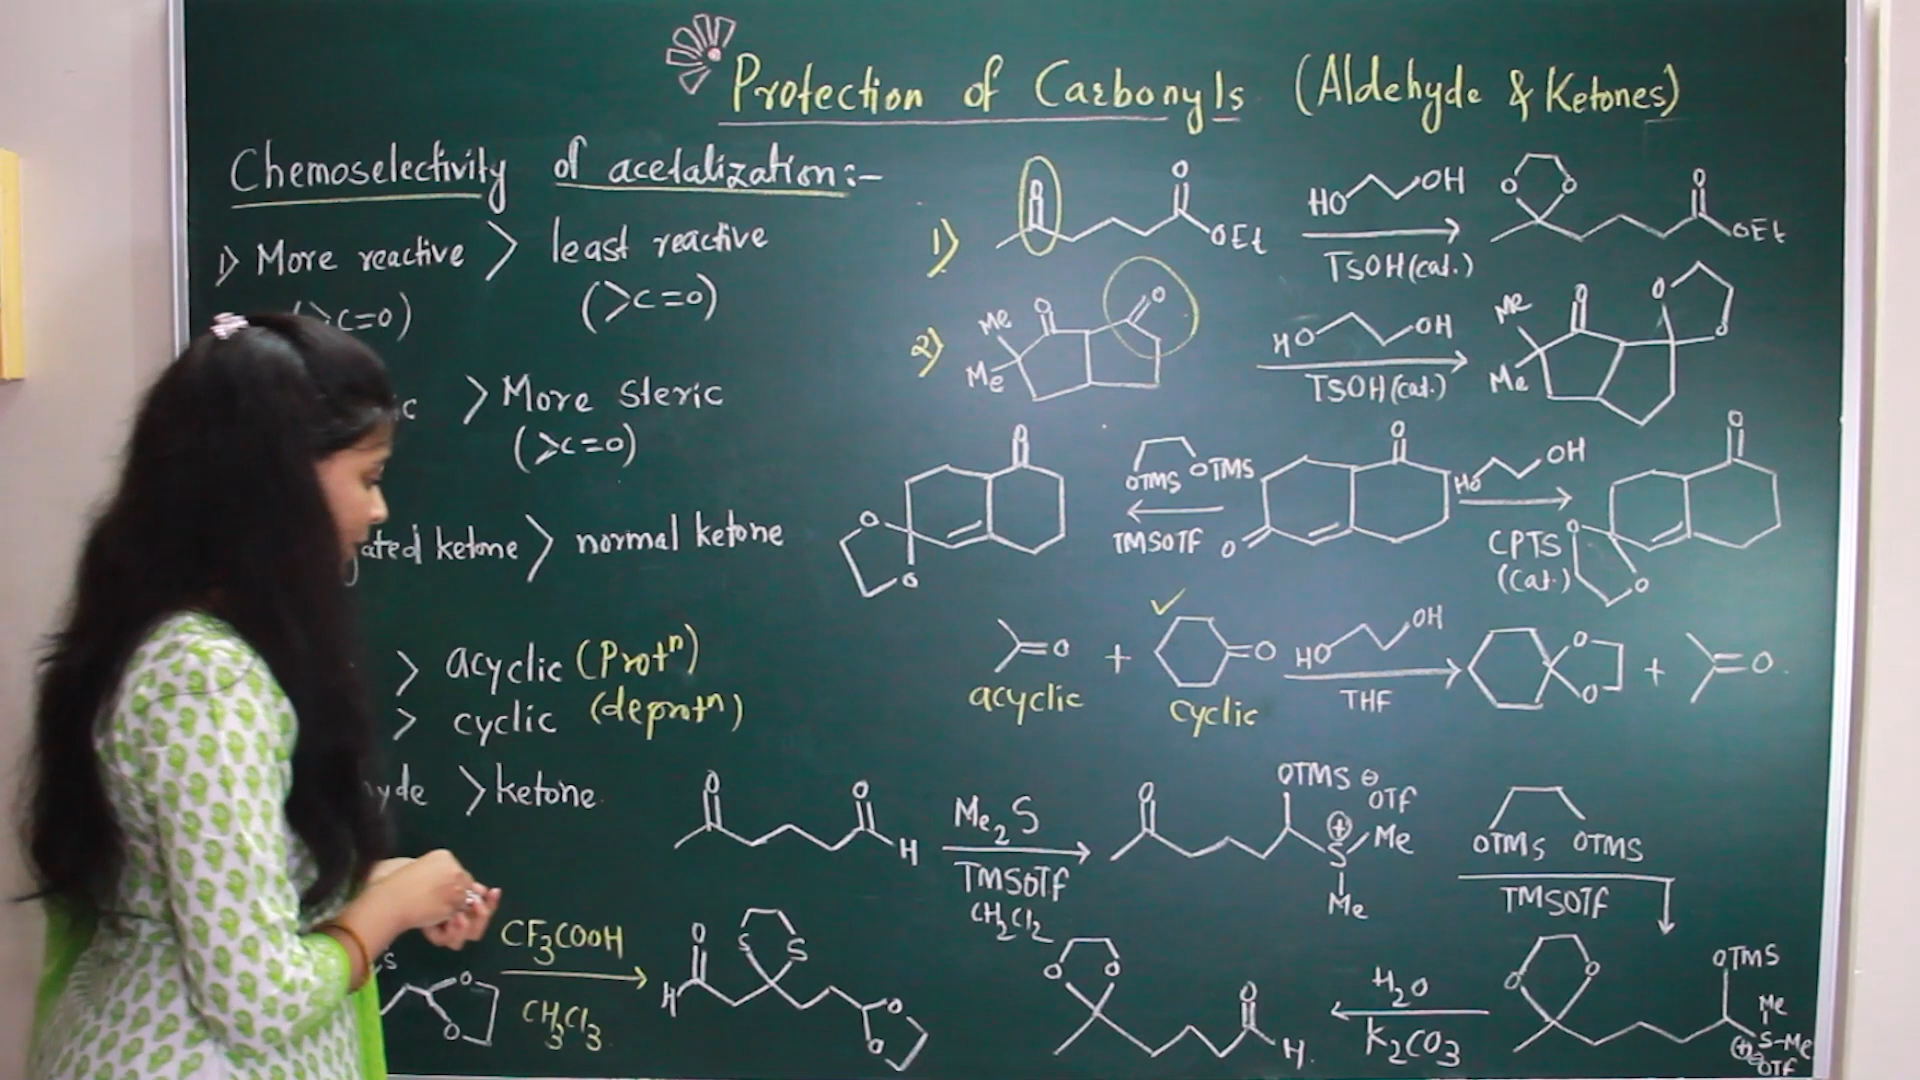 Protection of Carbonyls (Aldehyde & Ketones)
Chemoselectivity of acetalization:-
1) More reactive > least reactive
(>C=O) (>C=O)
> More Steric
(>C=O)
ketone > normal ketone
> acyclic (Protⁿ)
> cyclic (deprotⁿ)
> ketone
CF3COOH
CH3Cl3
S
O
O
H
O
S
S
O
O
1)
O
O
OEt
HO OH
TsOH (cat.)
O O
O
OEt
2)
Me
Me
O
O
HO OH
TSOH (cat.)
Me
Me
O
O
O
O
O
O
OTMS OTMS
TMSOTf
O
O
HO OH
CPTS
(Cat.)
O
O
O
>=O + =O
acyclic cyclic
HO OH
THF
O
O
+ >=O
O
O
H
Me2S
TMSOTf
CH2Cl2
O
OTMS ⊖
OTf
⊕
S
Me
Me
OTMS OTMS
TMSOTf
O O
OTMS
Me
S-Me
⊕ ⊖
OTf
H2O
K2CO3
O O
O
H.